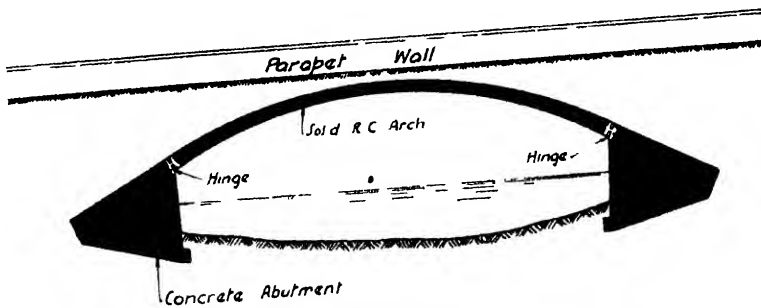 Parapet Wall
Solid R C Arch
Hinge
Hinge
Concrete Abutment